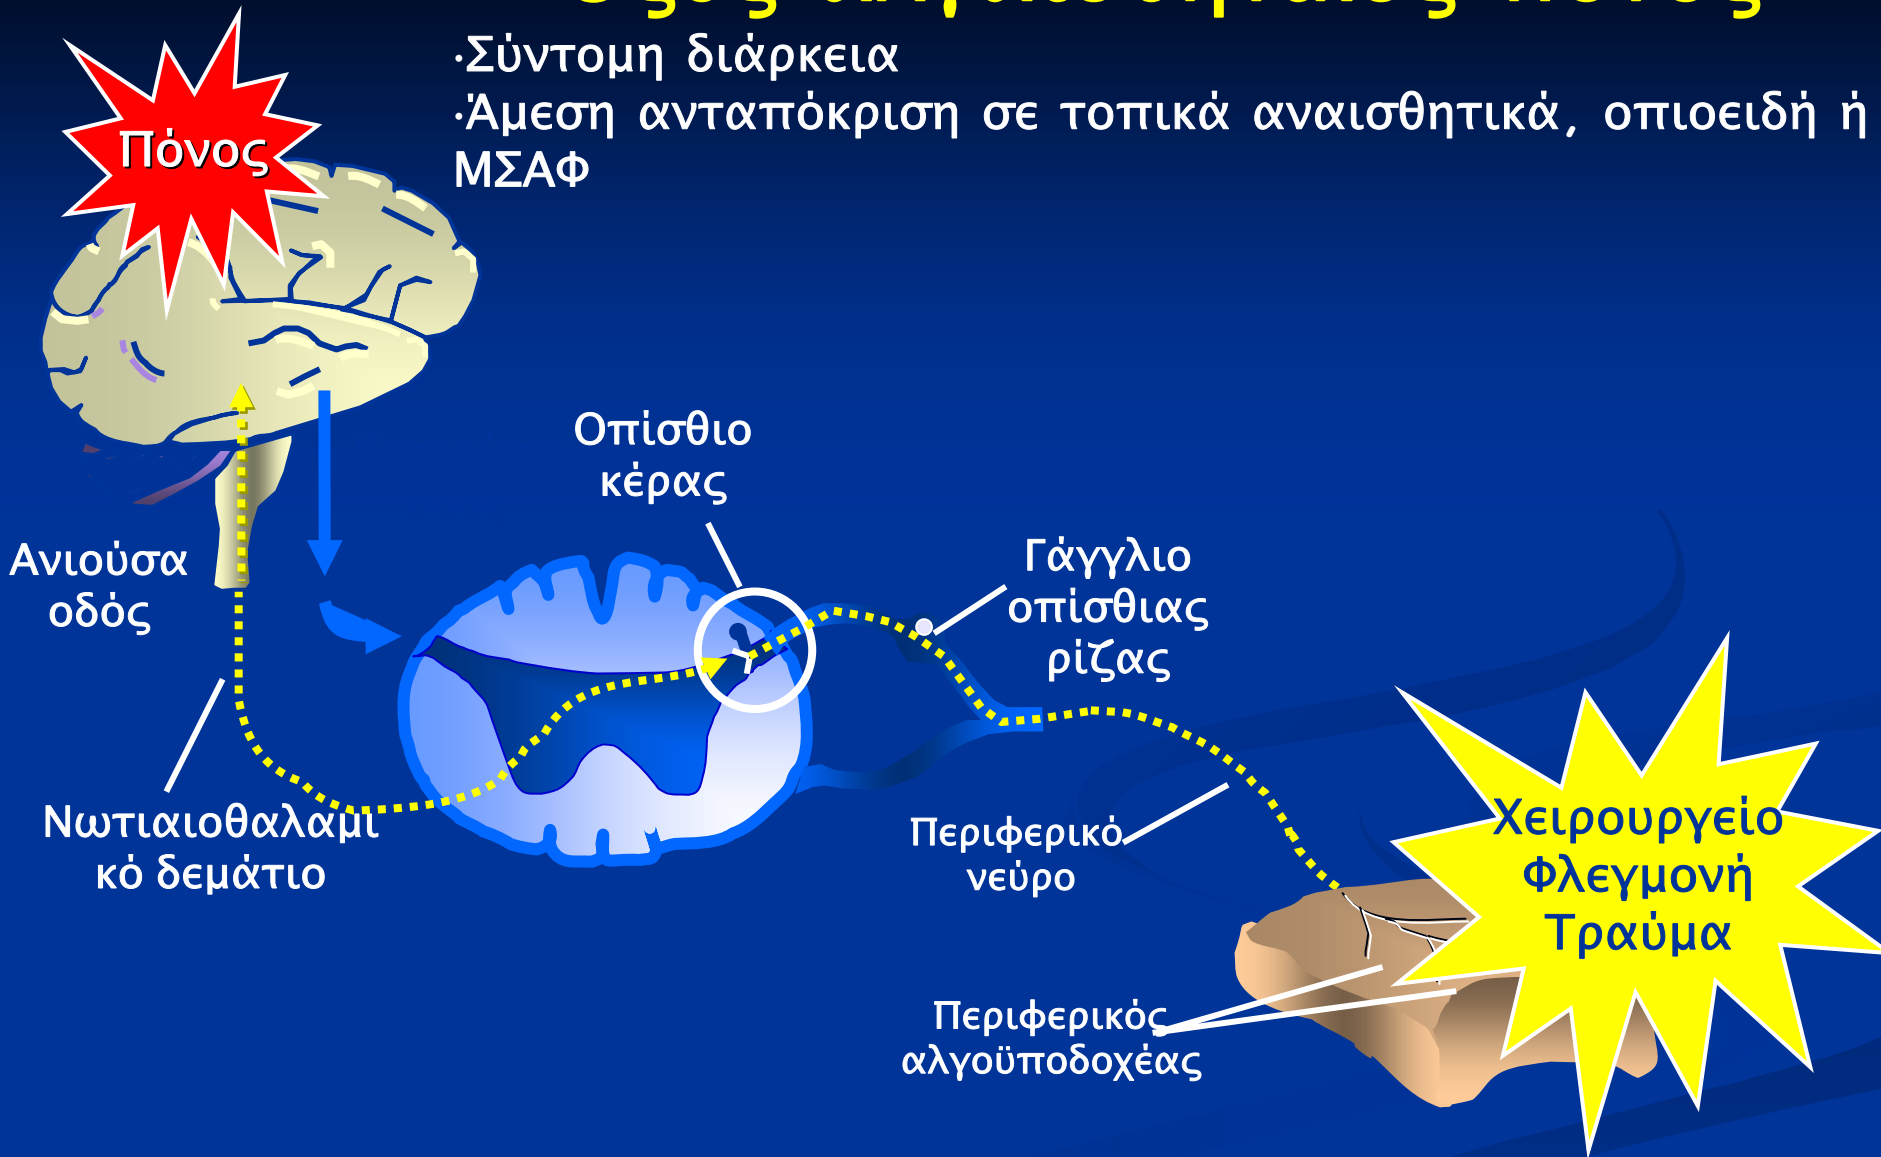 ·Σύντομη διάρκεια
·Άμεση ανταπόκριση σε τοπικά αναισθητικά, οπιοειδή ή
ΜΣΑΦ
Πόνος
Οπίσθιο
κέρας
Ανιούσα
οδός
Γάγγλιο
οπίσθιας
ρίζας
Νωτιαιοθαλαμι
κό δεμάτιο
Περιφερικό
νεύρο
Χειρουργείο
Φλεγμονή
Τραύμα
Περιφερικός
αλγοϋποδοχέας